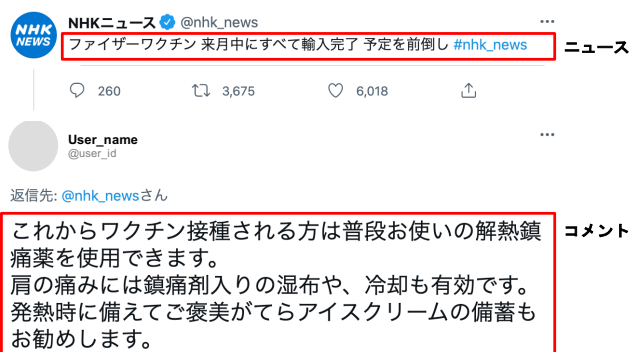 NHK NEWS
NHKニュース @nhk_news
ファイザーワクチン 来月中にすべて輸入完了 予定を前倒し #nhk_news
ニュース
260 3,675 6,018
User_name
@user_id
返信先: @nhk_newsさん
コメント
これからワクチン接種される方は普段お使いの解熱鎮
痛薬を使用できます。
肩の痛みには鎮痛剤入りの湿布や、冷却も有効です。
発熱時に備えてご褒美がてらアイスクリームの備蓄も
お勧めします。